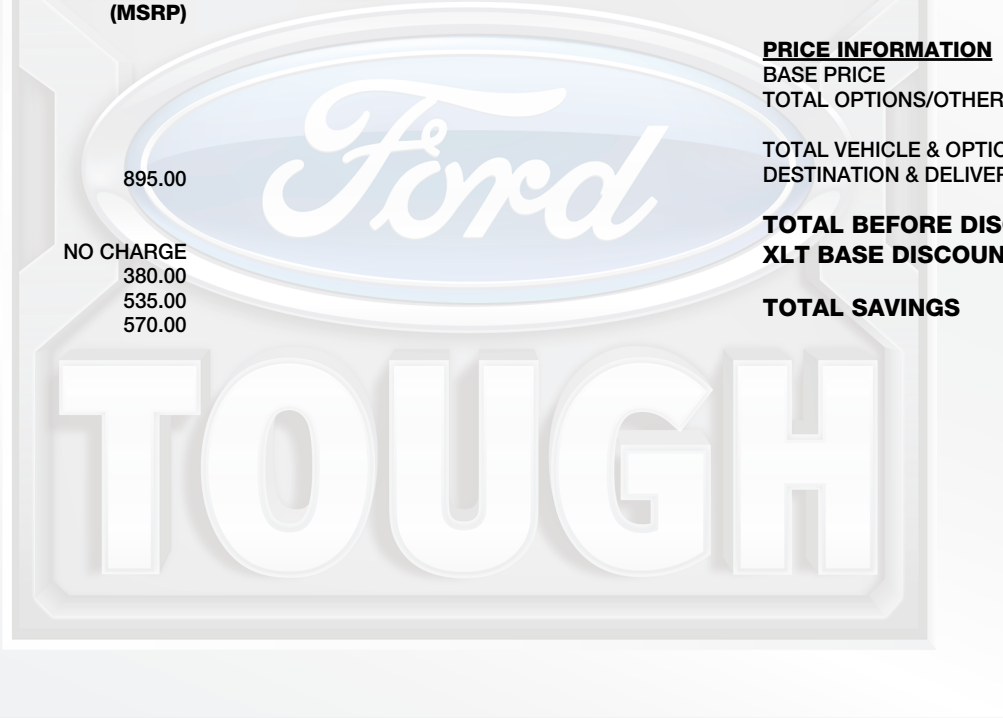 (MSRP)
895.00
NO CHARGE
380.00
535.00
570.00
PRICE INFORMATION
BASE PRICE
TOTAL OPTIONS/OTHER
TOTAL VEHICLE & OPTIO
DESTINATION & DELIVER
TOTAL BEFORE DISC
XLT BASE DISCOUN
TOTAL SAVINGS
Ford
TOUGH